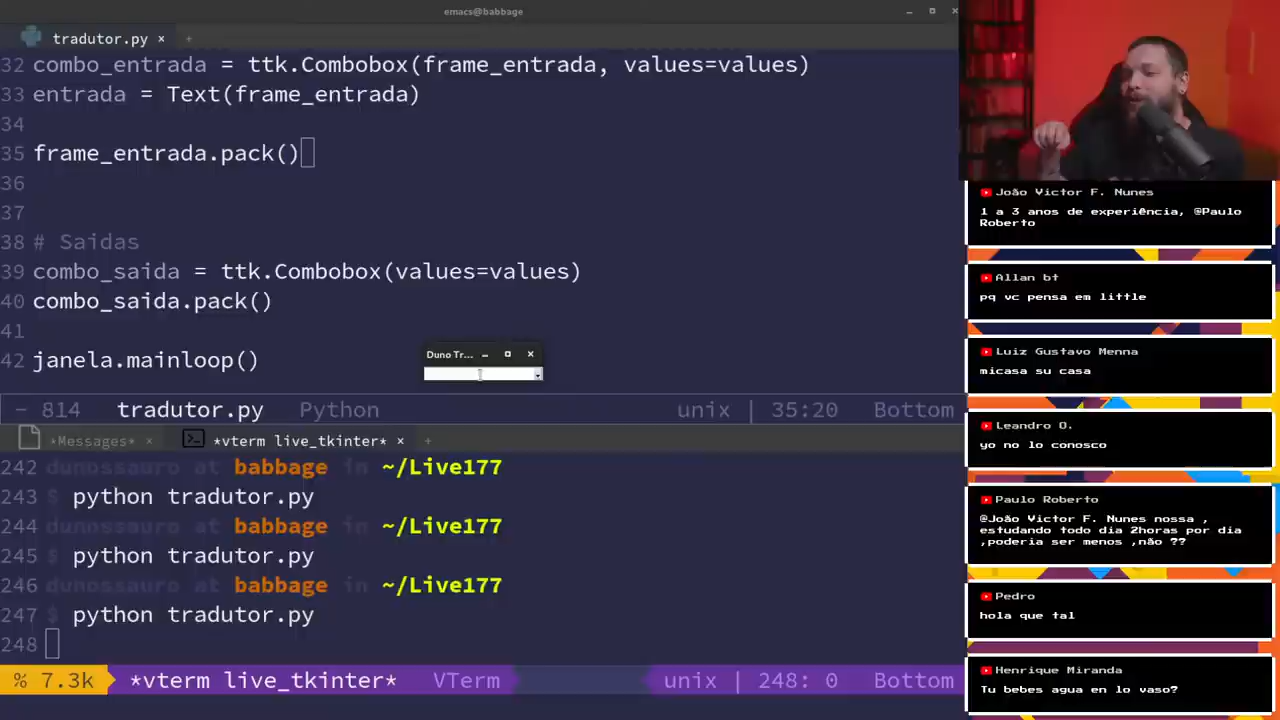 emacs@babbage
tradutor.py × +
32 combo_entrada = ttk.Combobox(frame_entrada, values=values)
33 entrada = Text(frame_entrada)
34
35 frame_entrada.pack()
36
37
38 # Saidas
39 combo_saida = ttk.Combobox(values=values)
40 combo_saida.pack()
41
42 janela.mainloop()
Duno Tr...
- 814 tradutor.py Python unix | 35:20 Bottom
*Messages* × *vterm live_tkinter* × +
242 dunossauro at babbage in ~/Live177
243 $ python tradutor.py
244 dunossauro at babbage in ~/Live177
245 $ python tradutor.py
246 dunossauro at babbage in ~/Live177
247 $ python tradutor.py
248
% 7.3k *vterm live_tkinter* VTerm unix | 248: 0 Bottom
João Victor F. Nunes
1 a 3 anos de experiência, @Paulo
Roberto
Allan bt
pq vc pensa em little
Luiz Gustavo Menna
micasa su casa
Leandro O.
yo no lo conosco
Paulo Roberto
@João Victor F. Nunes nossa ,
estudando todo dia 2horas por dia
,poderia ser menos ,não ??
Pedro
hola que tal
Henrique Miranda
Tu bebes agua en lo vaso?